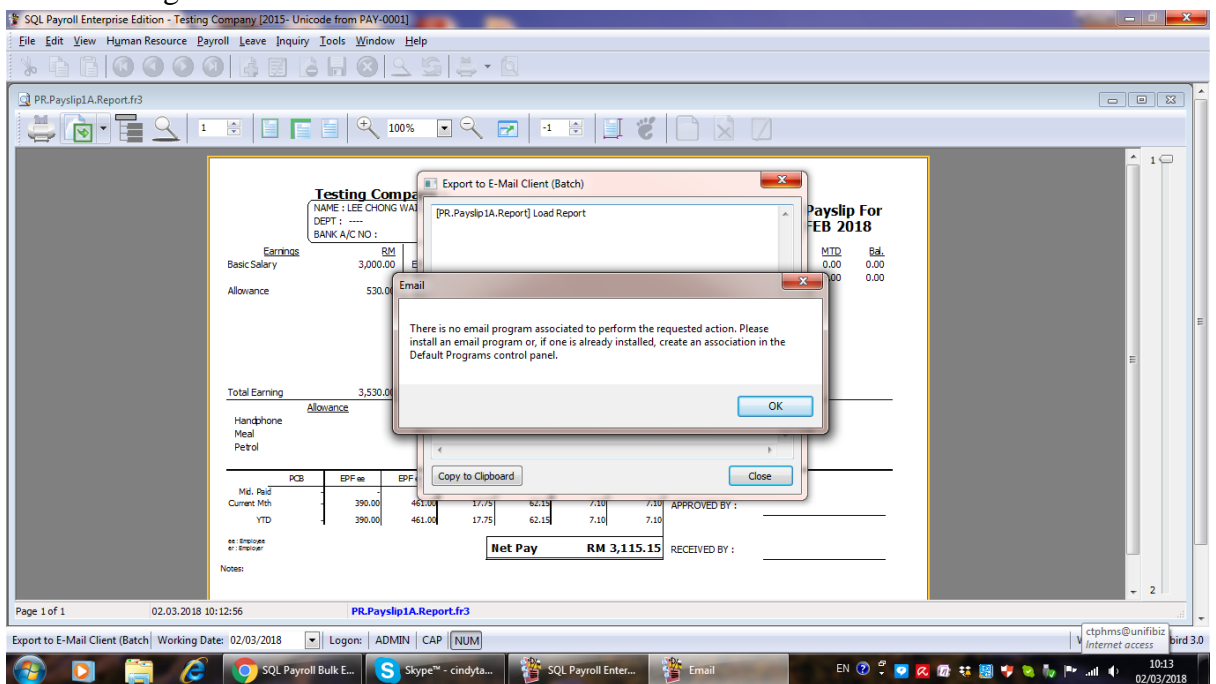 SQL Payroll Enterprise Edition - Testing Company [2015- Unicode from PAY-0001]
File Edit View Human Resource Payroll Leave Inquiry Tools Window Help
PR.Payslip1A.Report.fr3
1 100% -1
1
Export to E-Mail Client (Batch)
[PR.Payslip1A.Report] Load Report
Testing Compa
NAME : LEE CHONG WAI
DEPT : ----
BANK A/C NO :
Payslip For
FEB 2018
Earnings RM MTD Bal.
Basic Salary 3,000.00 0.00 0.00
Allowance 530.00 0.00
Email
There is no email program associated to perform the requested action. Please
install an email program or, if one is already installed, create an association in the
Default Programs control panel.
OK
Total Earning 3,530.00
Allowance
Handphone
Meal
Petrol
Copy to Clipboard Close
PCB EPF ee EPF
Mid. Paid - -
Current Mth - 390.00 461.00 17.75 62.15 7.10 7.10 APPROVED BY :
YTD - 390.00 461.00 17.75 62.15 7.10 7.10
ee : Employee
er : Employer
Net Pay RM 3,115.15 RECEIVED BY :
Notes:
2
Page 1 of 1 02.03.2018 10:12:56 PR.Payslip1A.Report.fr3
Export to E-Mail Client (Batch Working Date: 02/03/2018 Logon: ADMIN CAP NUM bird 3.0
ctphms@unifibiz
Internet access
SQL Payroll Bulk E... Skype™ - cindyta... SQL Payroll Enter... Email EN 10:13
02/03/2018